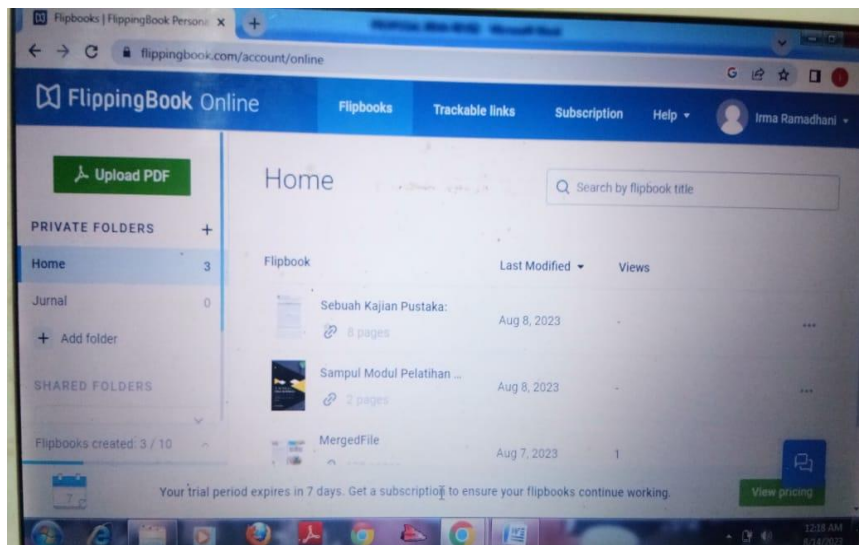 Flipbooks | FlippingBook Persona
flippingbook.com/account/online
FlippingBook Online
Flipbooks
Trackable links
Subscription
Help
Irma Ramadhani
Upload PDF
Home
Search by flipbook title
PRIVATE FOLDERS +
Home 3
Jurnal 0
+ Add folder
SHARED FOLDERS
Flipbooks created: 3 / 10
Flipbook Last Modified Views
Sebuah Kajian Pustaka:
8 pages
Aug 8, 2023 -
Sampul Modul Pelatihan ...
2 pages
Aug 8, 2023 -
MergedFile
Aug 7, 2023 1
7
Your trial period expires in 7 days. Get a subscription to ensure your flipbooks continue working.
View pricing
12:18 AM